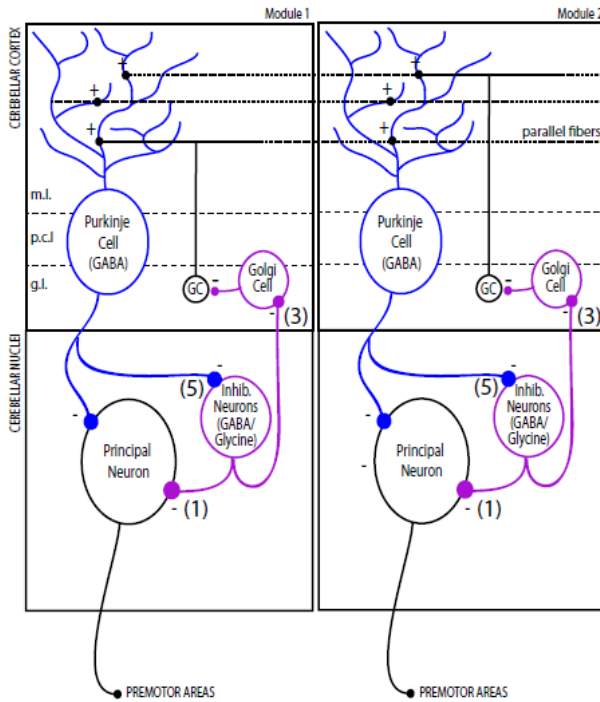 Module 1
Module 2
CEREBELLAR CORTEX
+
+
+
+
+
+
parallel fibers
m.l.
p.c.l
g.l.
Purkinje
Cell
(GABA)
GC
-
Golgi
Cell
- (3)
Purkinje
Cell
(GABA)
GC
-
Golgi
Cell
- (3)
CEREBELLAR NUCLEI
-
(5)
-
Inhib.
Neurons
(GABA/
Glycine)
Principal
Neuron
- (1)
-
(5)
-
Inhib.
Neurons
(GABA/
Glycine)
-
Principal
Neuron
- (1)
PREMOTOR AREAS
PREMOTOR AREAS